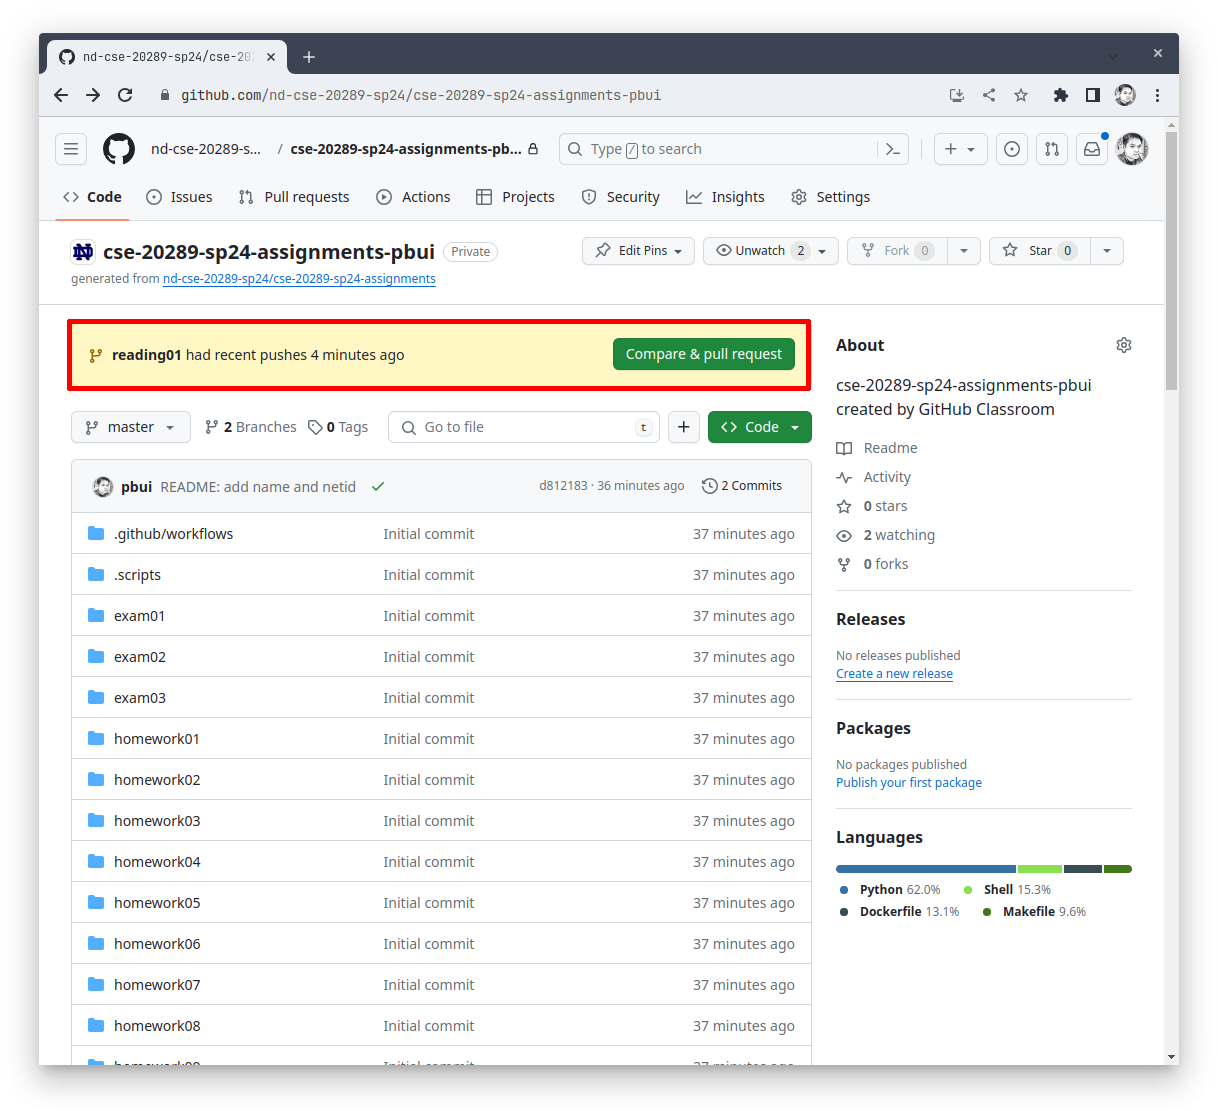 nd-cse-20289-sp24/cse-20
github.com/nd-cse-20289-sp24/cse-20289-sp24-assignments-pbui
nd-cse-20289-s... / cse-20289-sp24-assignments-pb... Type / to search
Code Issues Pull requests Actions Projects Security Insights Settings
cse-20289-sp24-assignments-pbui Private Edit Pins Unwatch 2 Fork 0 Star 0
generated from nd-cse-20289-sp24/cse-20289-sp24-assignments
reading01 had recent pushes 4 minutes ago Compare & pull request
master 2 Branches 0 Tags Go to file t + Code
pbui README: add name and netid d812183 · 36 minutes ago 2 Commits
.github/workflows Initial commit 37 minutes ago
.scripts Initial commit 37 minutes ago
exam01 Initial commit 37 minutes ago
exam02 Initial commit 37 minutes ago
exam03 Initial commit 37 minutes ago
homework01 Initial commit 37 minutes ago
homework02 Initial commit 37 minutes ago
homework03 Initial commit 37 minutes ago
homework04 Initial commit 37 minutes ago
homework05 Initial commit 37 minutes ago
homework06 Initial commit 37 minutes ago
homework07 Initial commit 37 minutes ago
homework08 Initial commit 37 minutes ago
Initial commit 37 minutes ago
About
cse-20289-sp24-assignments-pbui
created by GitHub Classroom
Readme
Activity
0 stars
2 watching
0 forks
Releases
No releases published
Create a new release
Packages
No packages published
Publish your first package
Languages
Python 62.0% Shell 15.3%
Dockerfile 13.1% Makefile 9.6%